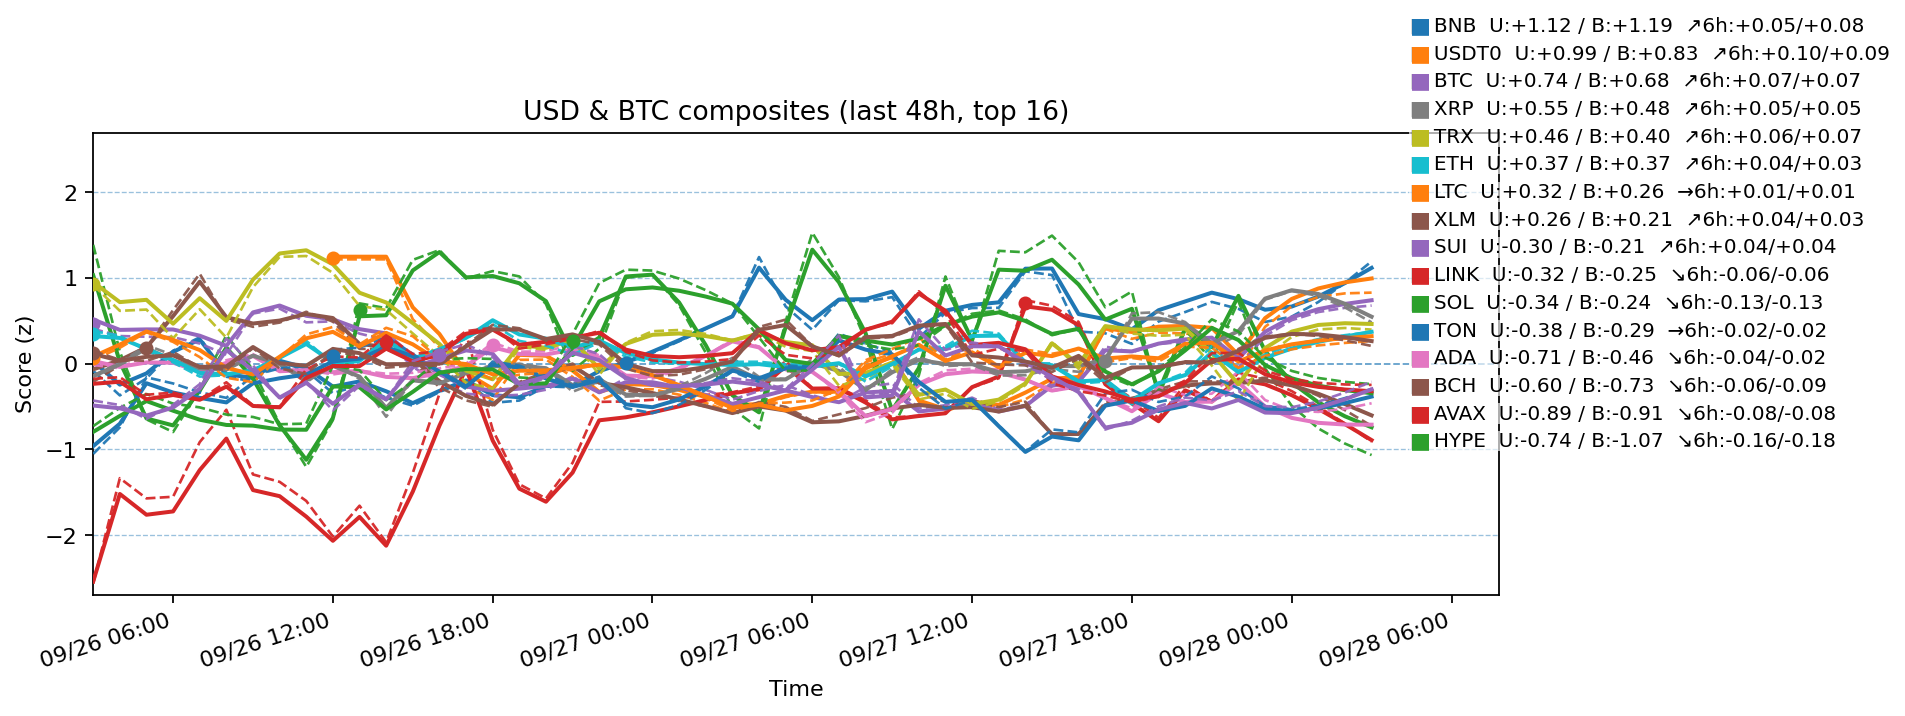 BNB  U:+1.12 / B:+1.19  ↗6h:+0.05/+0.08
USDT0  U:+0.99 / B:+0.83  ↗6h:+0.10/+0.09
BTC  U:+0.74 / B:+0.68  ↗6h:+0.07/+0.07
XRP  U:+0.55 / B:+0.48  ↗6h:+0.05/+0.05
TRX  U:+0.46 / B:+0.40  ↗6h:+0.06/+0.07
ETH  U:+0.37 / B:+0.37  ↗6h:+0.04/+0.03
LTC  U:+0.32 / B:+0.26  →6h:+0.01/+0.01
XLM  U:+0.26 / B:+0.21  ↗6h:+0.04/+0.03
SUI  U:-0.30 / B:-0.21  ↗6h:+0.04/+0.04
LINK  U:-0.32 / B:-0.25  ↘6h:-0.06/-0.06
SOL  U:-0.34 / B:-0.24  ↘6h:-0.13/-0.13
TON  U:-0.38 / B:-0.29  →6h:-0.02/-0.02
ADA  U:-0.71 / B:-0.46  ↘6h:-0.04/-0.02
BCH  U:-0.60 / B:-0.73  ↘6h:-0.06/-0.09
AVAX  U:-0.89 / B:-0.91  ↘6h:-0.08/-0.08
HYPE  U:-0.74 / B:-1.07  ↘6h:-0.16/-0.18
USD & BTC composites (last 48h, top 16)
Score (z)
2
1
0
−1
−2
09/26 06:00
09/26 12:00
09/26 18:00
09/27 00:00
09/27 06:00
09/27 12:00
09/27 18:00
09/28 00:00
09/28 06:00
Time